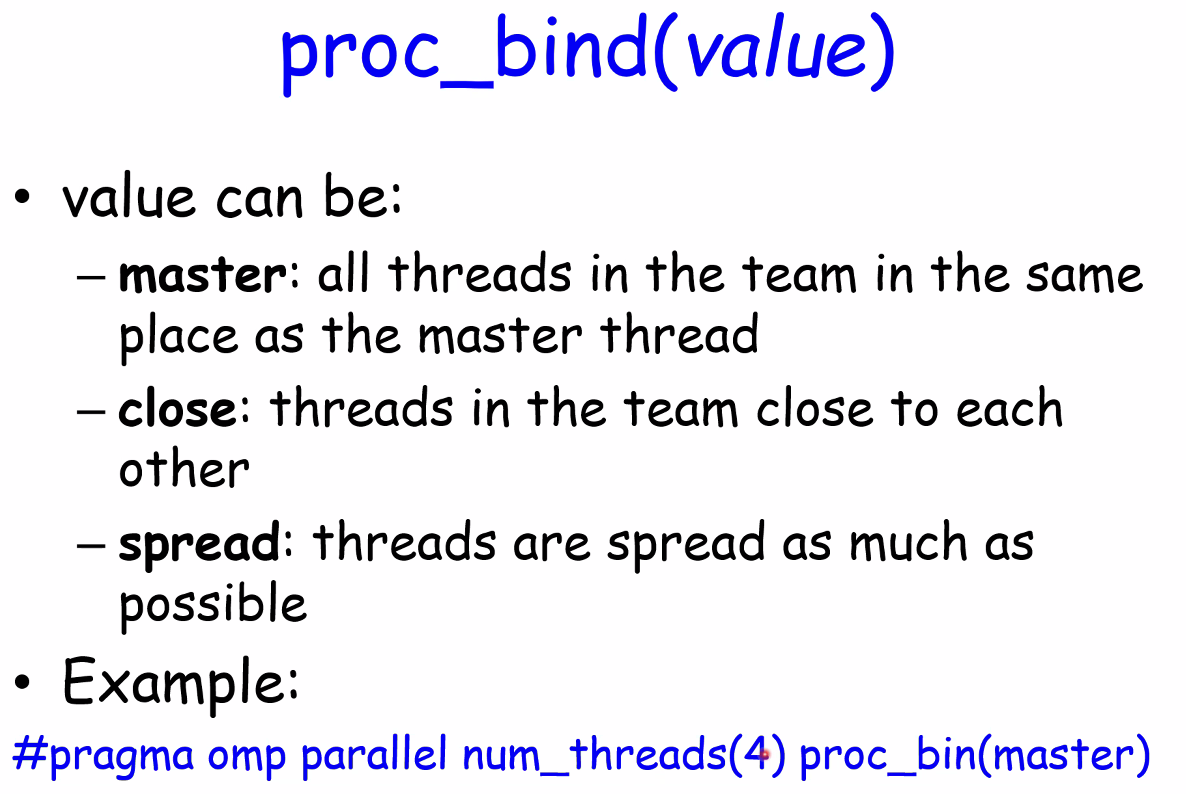 proc_bind(value)
• value can be:
– master: all threads in the team in the same
place as the master thread
– close: threads in the team close to each
other
– spread: threads are spread as much as
possible
• Example:
#pragma omp parallel num_threads(4) proc_bin(master)